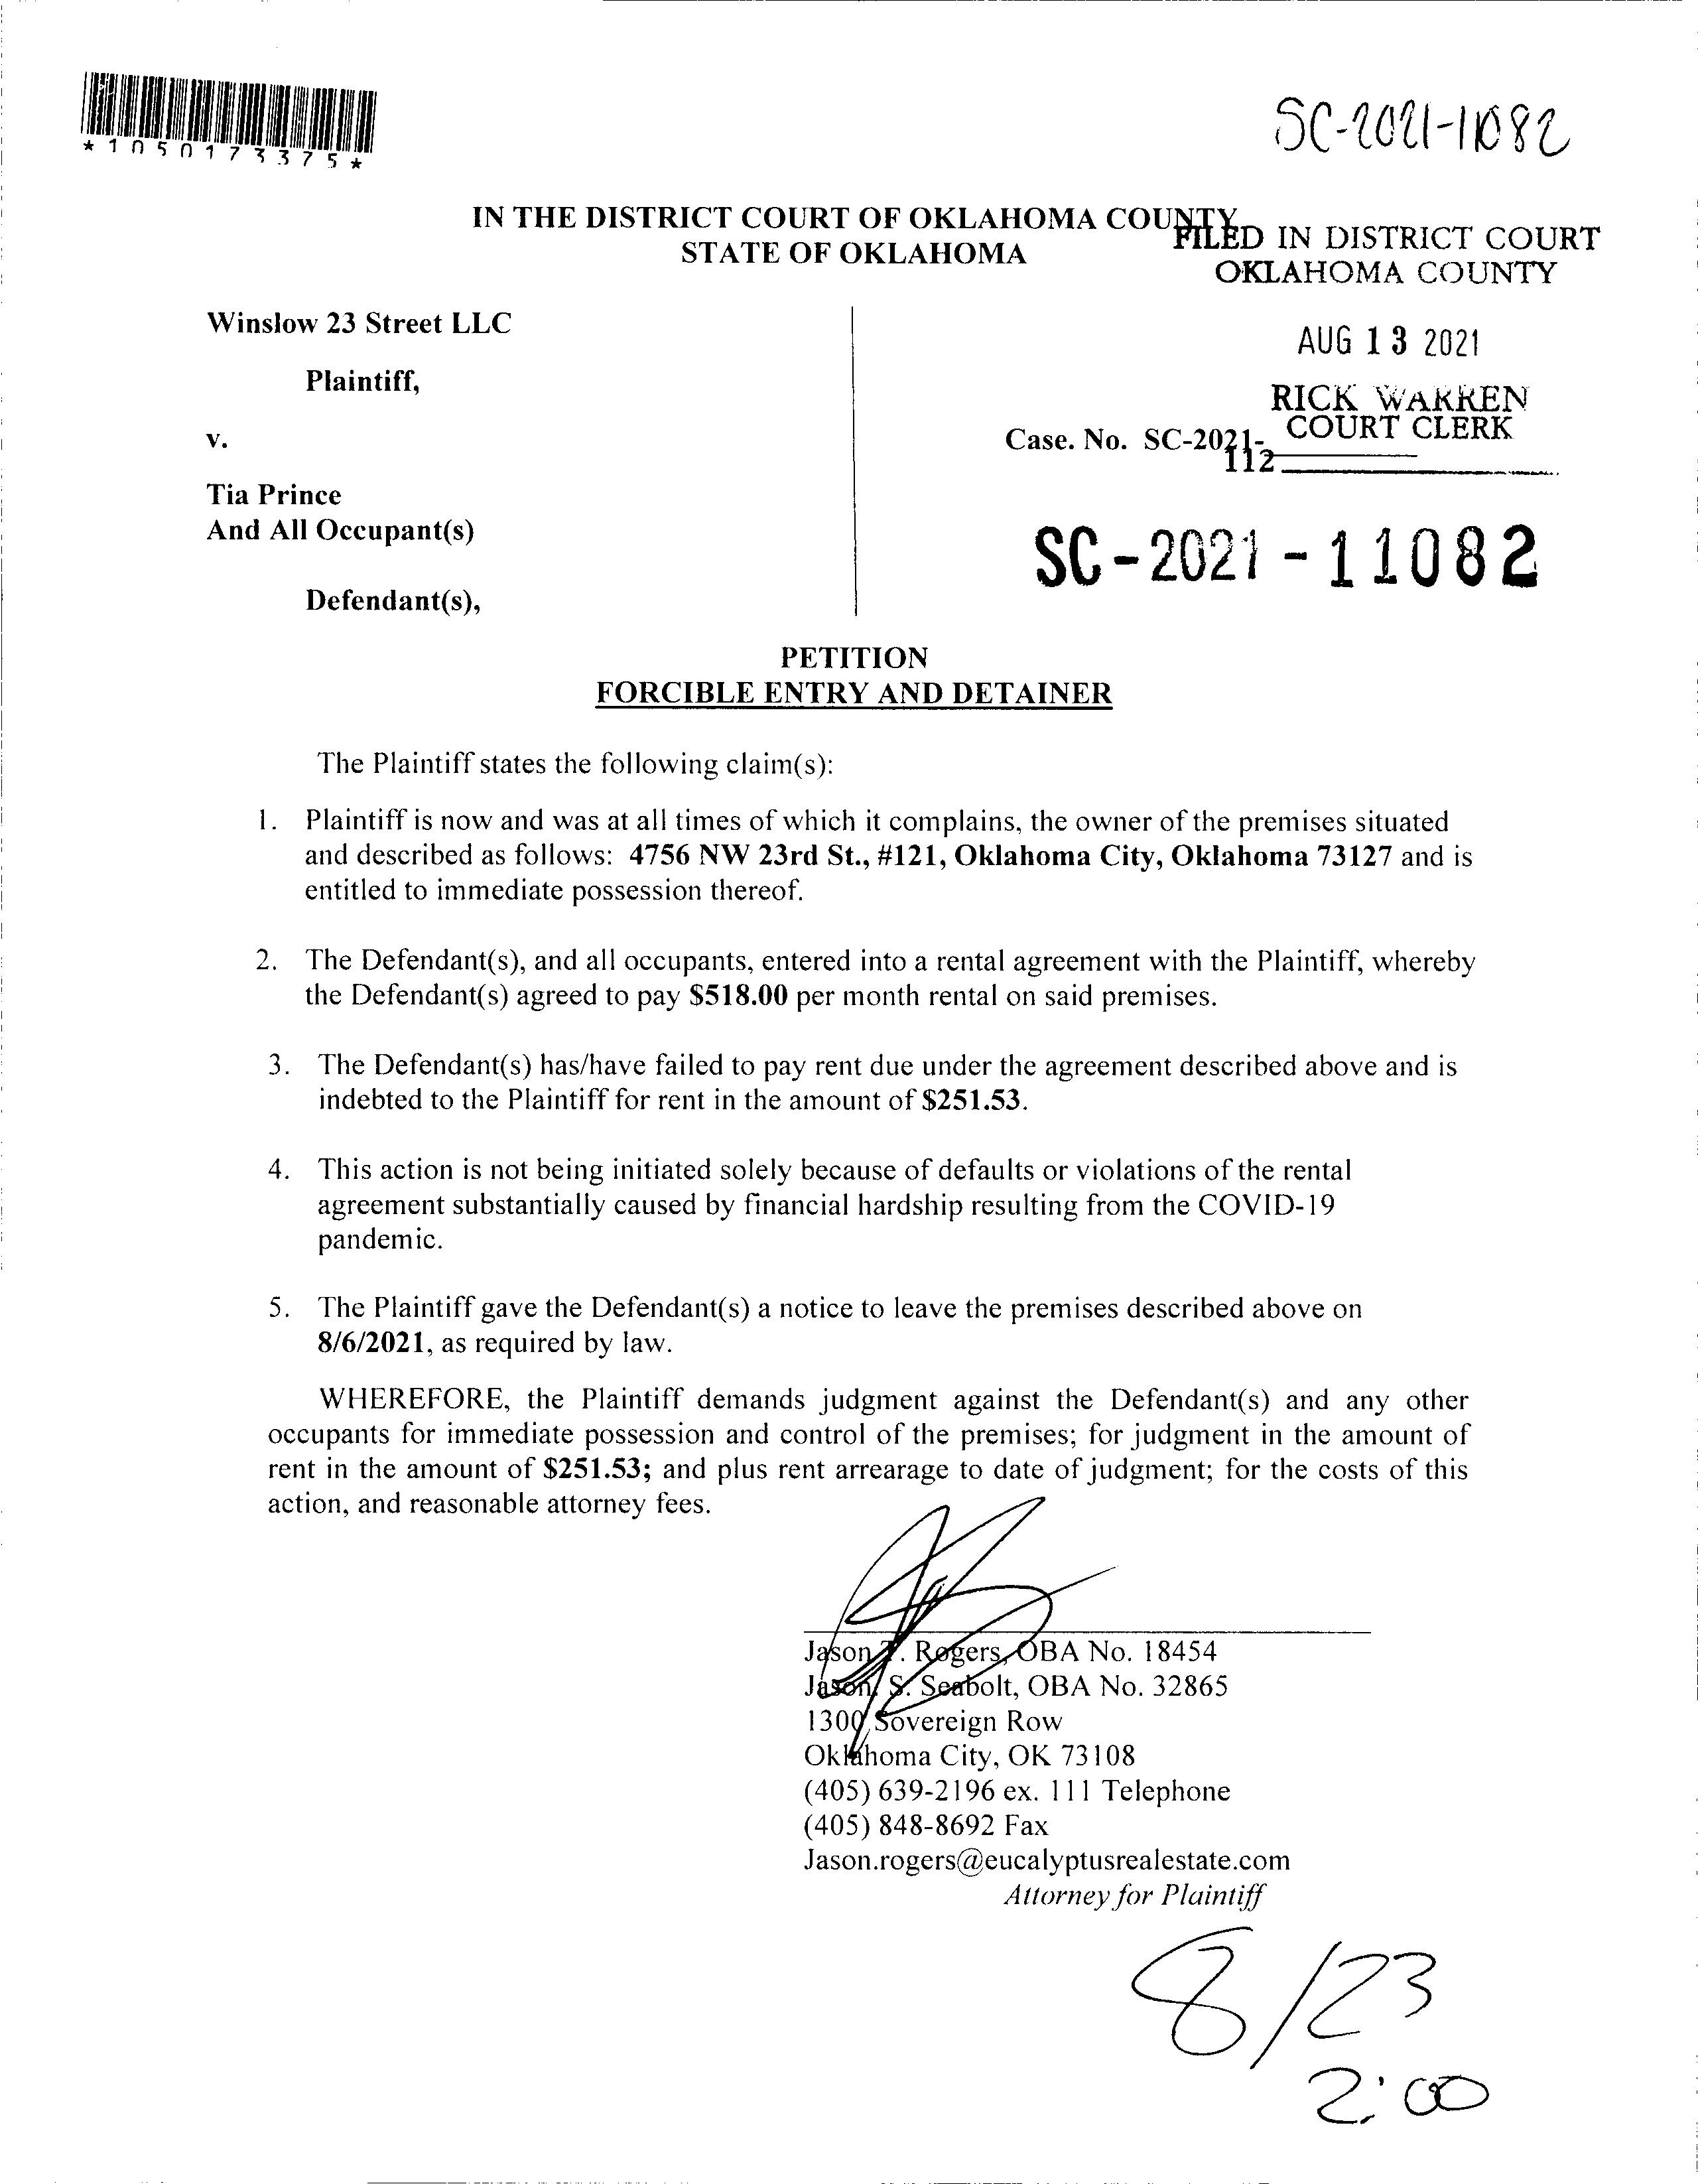 *1050173375*
SC-2021-11082
IN THE DISTRICT COURT OF OKLAHOMA COUNTY
STATE OF OKLAHOMA
FILED IN DISTRICT COURT
OKLAHOMA COUNTY
AUG 13 2021
RICK WARREN
COURT CLERK
112
Winslow 23 Street LLC
Plaintiff,
v.
Case. No. SC-2021-
Tia Prince
And All Occupant(s)
SC-2021-11082
Defendant(s),
PETITION
FORCIBLE ENTRY AND DETAINER
The Plaintiff states the following claim(s):
1. Plaintiff is now and was at all times of which it complains, the owner of the premises situated
and described as follows: 4756 NW 23rd St., #121, Oklahoma City, Oklahoma 73127 and is
entitled to immediate possession thereof.
2. The Defendant(s), and all occupants, entered into a rental agreement with the Plaintiff, whereby
the Defendant(s) agreed to pay $518.00 per month rental on said premises.
3. The Defendant(s) has/have failed to pay rent due under the agreement described above and is
indebted to the Plaintiff for rent in the amount of $251.53.
4. This action is not being initiated solely because of defaults or violations of the rental
agreement substantially caused by financial hardship resulting from the COVID-19
pandemic.
5. The Plaintiff gave the Defendant(s) a notice to leave the premises described above on
8/6/2021, as required by law.
WHEREFORE, the Plaintiff demands judgment against the Defendant(s) and any other
occupants for immediate possession and control of the premises; for judgment in the amount of
rent in the amount of $251.53; and plus rent arrearage to date of judgment; for the costs of this
action, and reasonable attorney fees.
Jason . Rogers, OBA No. 18454
Jason. S. Seabolt, OBA No. 32865
1300 Sovereign Row
Oklahoma City, OK 73108
(405) 639-2196 ex. 111 Telephone
(405) 848-8692 Fax
Jason.rogers@eucalyptusrealestate.com
Attorney for Plaintiff
8/23
2:00